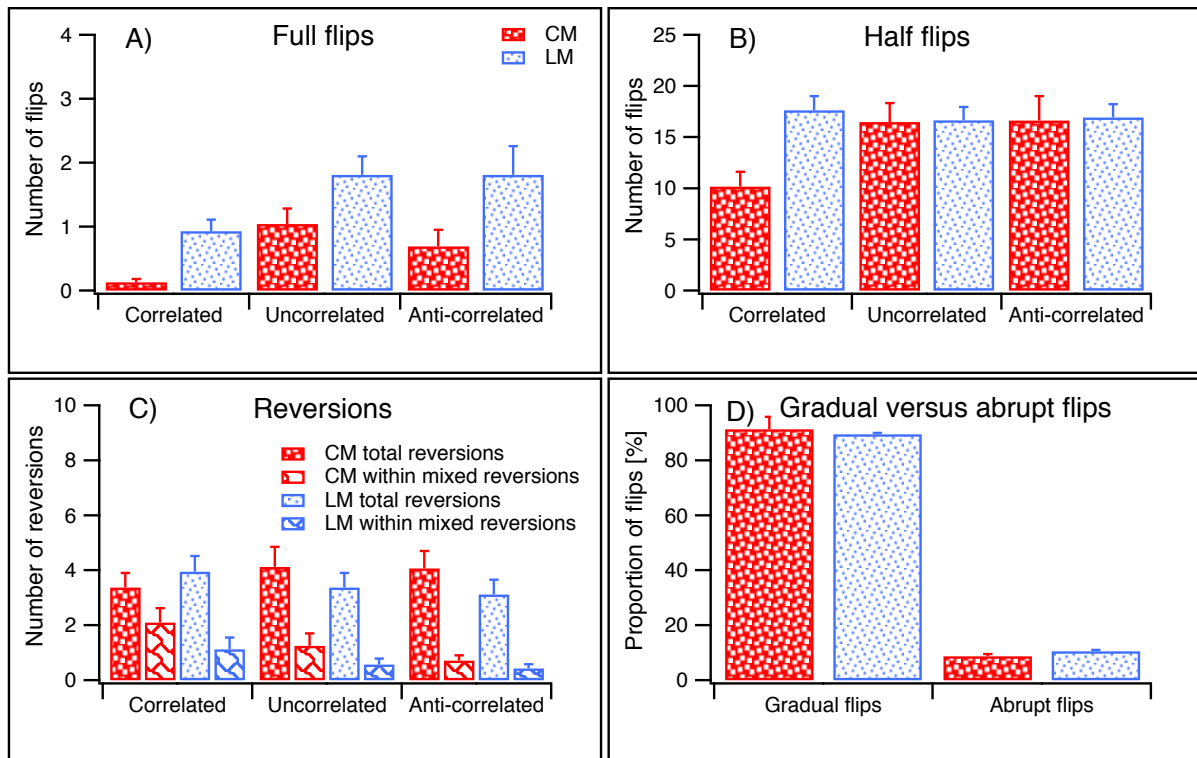 A) Full flips
CM
LM
Number of flips
4
3
2
1
0
Correlated Uncorrelated Anti-correlated
B) Half flips
Number of flips
25
20
15
10
5
0
Correlated Uncorrelated Anti-correlated
C) Reversions
CM total reversions
CM within mixed reversions
LM total reversions
LM within mixed reversions
Number of reversions
10
8
6
4
2
0
Correlated Uncorrelated Anti-correlated
D) Gradual versus abrupt flips
Proportion of flips [%]
100
80
60
40
20
0
Gradual flips Abrupt flips